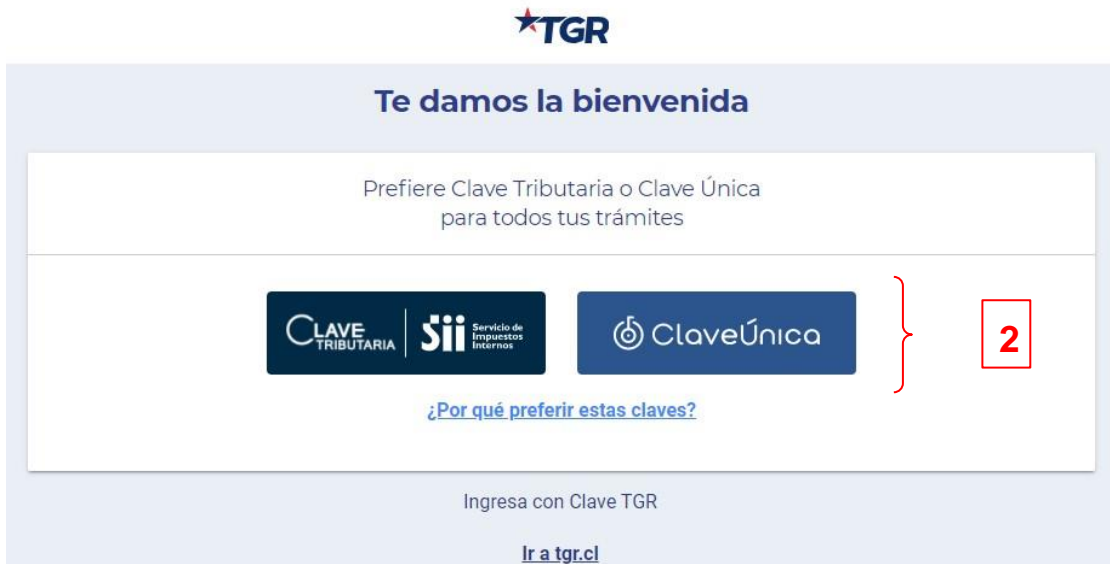 TGR
Te damos la bienvenida
Prefiere Clave Tributaria o Clave Única
para todos tus trámites
CLAVE
TRIBUTARIA
Sii
Servicio de
Impuestos
Internos
ClaveÚnica
2
¿Por qué preferir estas claves?
Ingresa con Clave TGR
Ir a tgr.cl